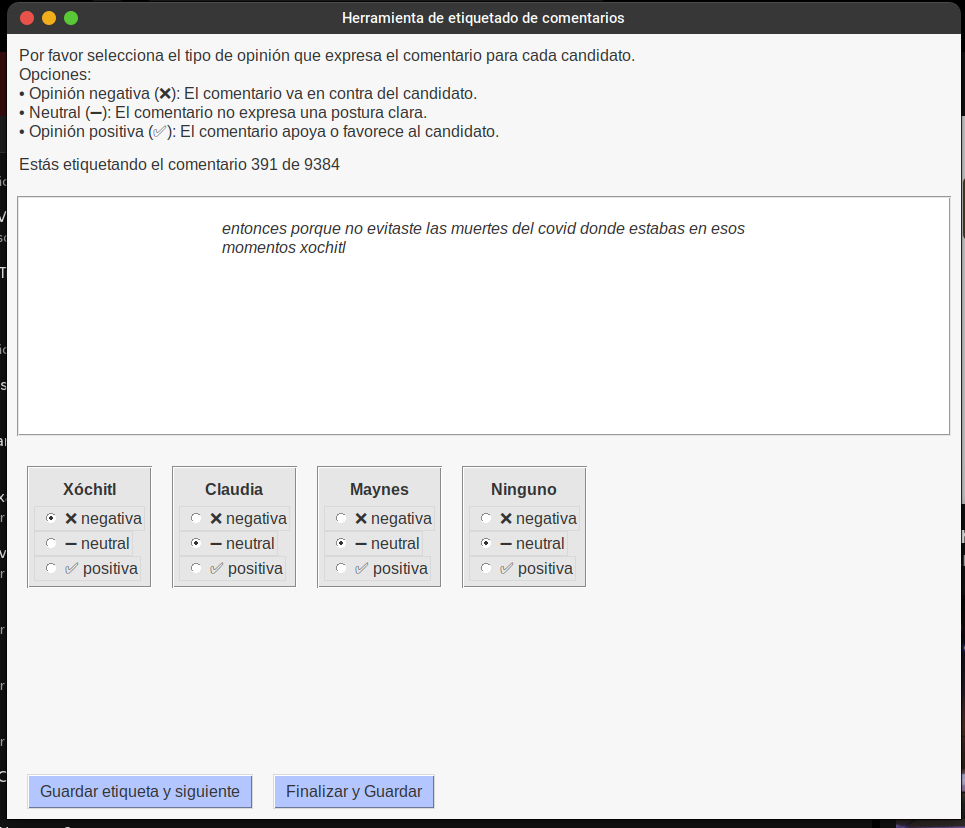 Herramienta de etiquetado de comentarios
Por favor selecciona el tipo de opinión que expresa el comentario para cada candidato.
Opciones:
• Opinión negativa (❌): El comentario va en contra del candidato.
• Neutral (➖): El comentario no expresa una postura clara.
• Opinión positiva (✅): El comentario apoya o favorece al candidato.
Estás etiquetando el comentario 391 de 9384
entonces porque no evitaste las muertes del covid donde estabas en esos
momentos xochitl
Xóchitl
❌ negativa
➖ neutral
✅ positiva
Claudia
❌ negativa
➖ neutral
✅ positiva
Maynes
❌ negativa
➖ neutral
✅ positiva
Ninguno
❌ negativa
➖ neutral
✅ positiva
Guardar etiqueta y siguiente
Finalizar y Guardar